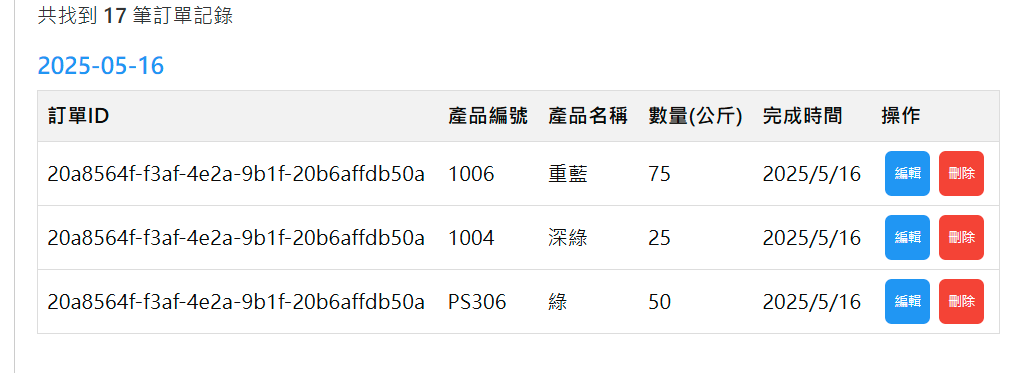 共找到 17 筆訂單記錄
2025-05-16
訂單ID 產品編號 產品名稱 數量(公斤) 完成時間 操作
20a8564f-f3af-4e2a-9b1f-20b6affdb50a 1006 重藍 75 2025/5/16 編輯 刪除
20a8564f-f3af-4e2a-9b1f-20b6affdb50a 1004 深綠 25 2025/5/16 編輯 刪除
20a8564f-f3af-4e2a-9b1f-20b6affdb50a PS306 綠 50 2025/5/16 編輯 刪除